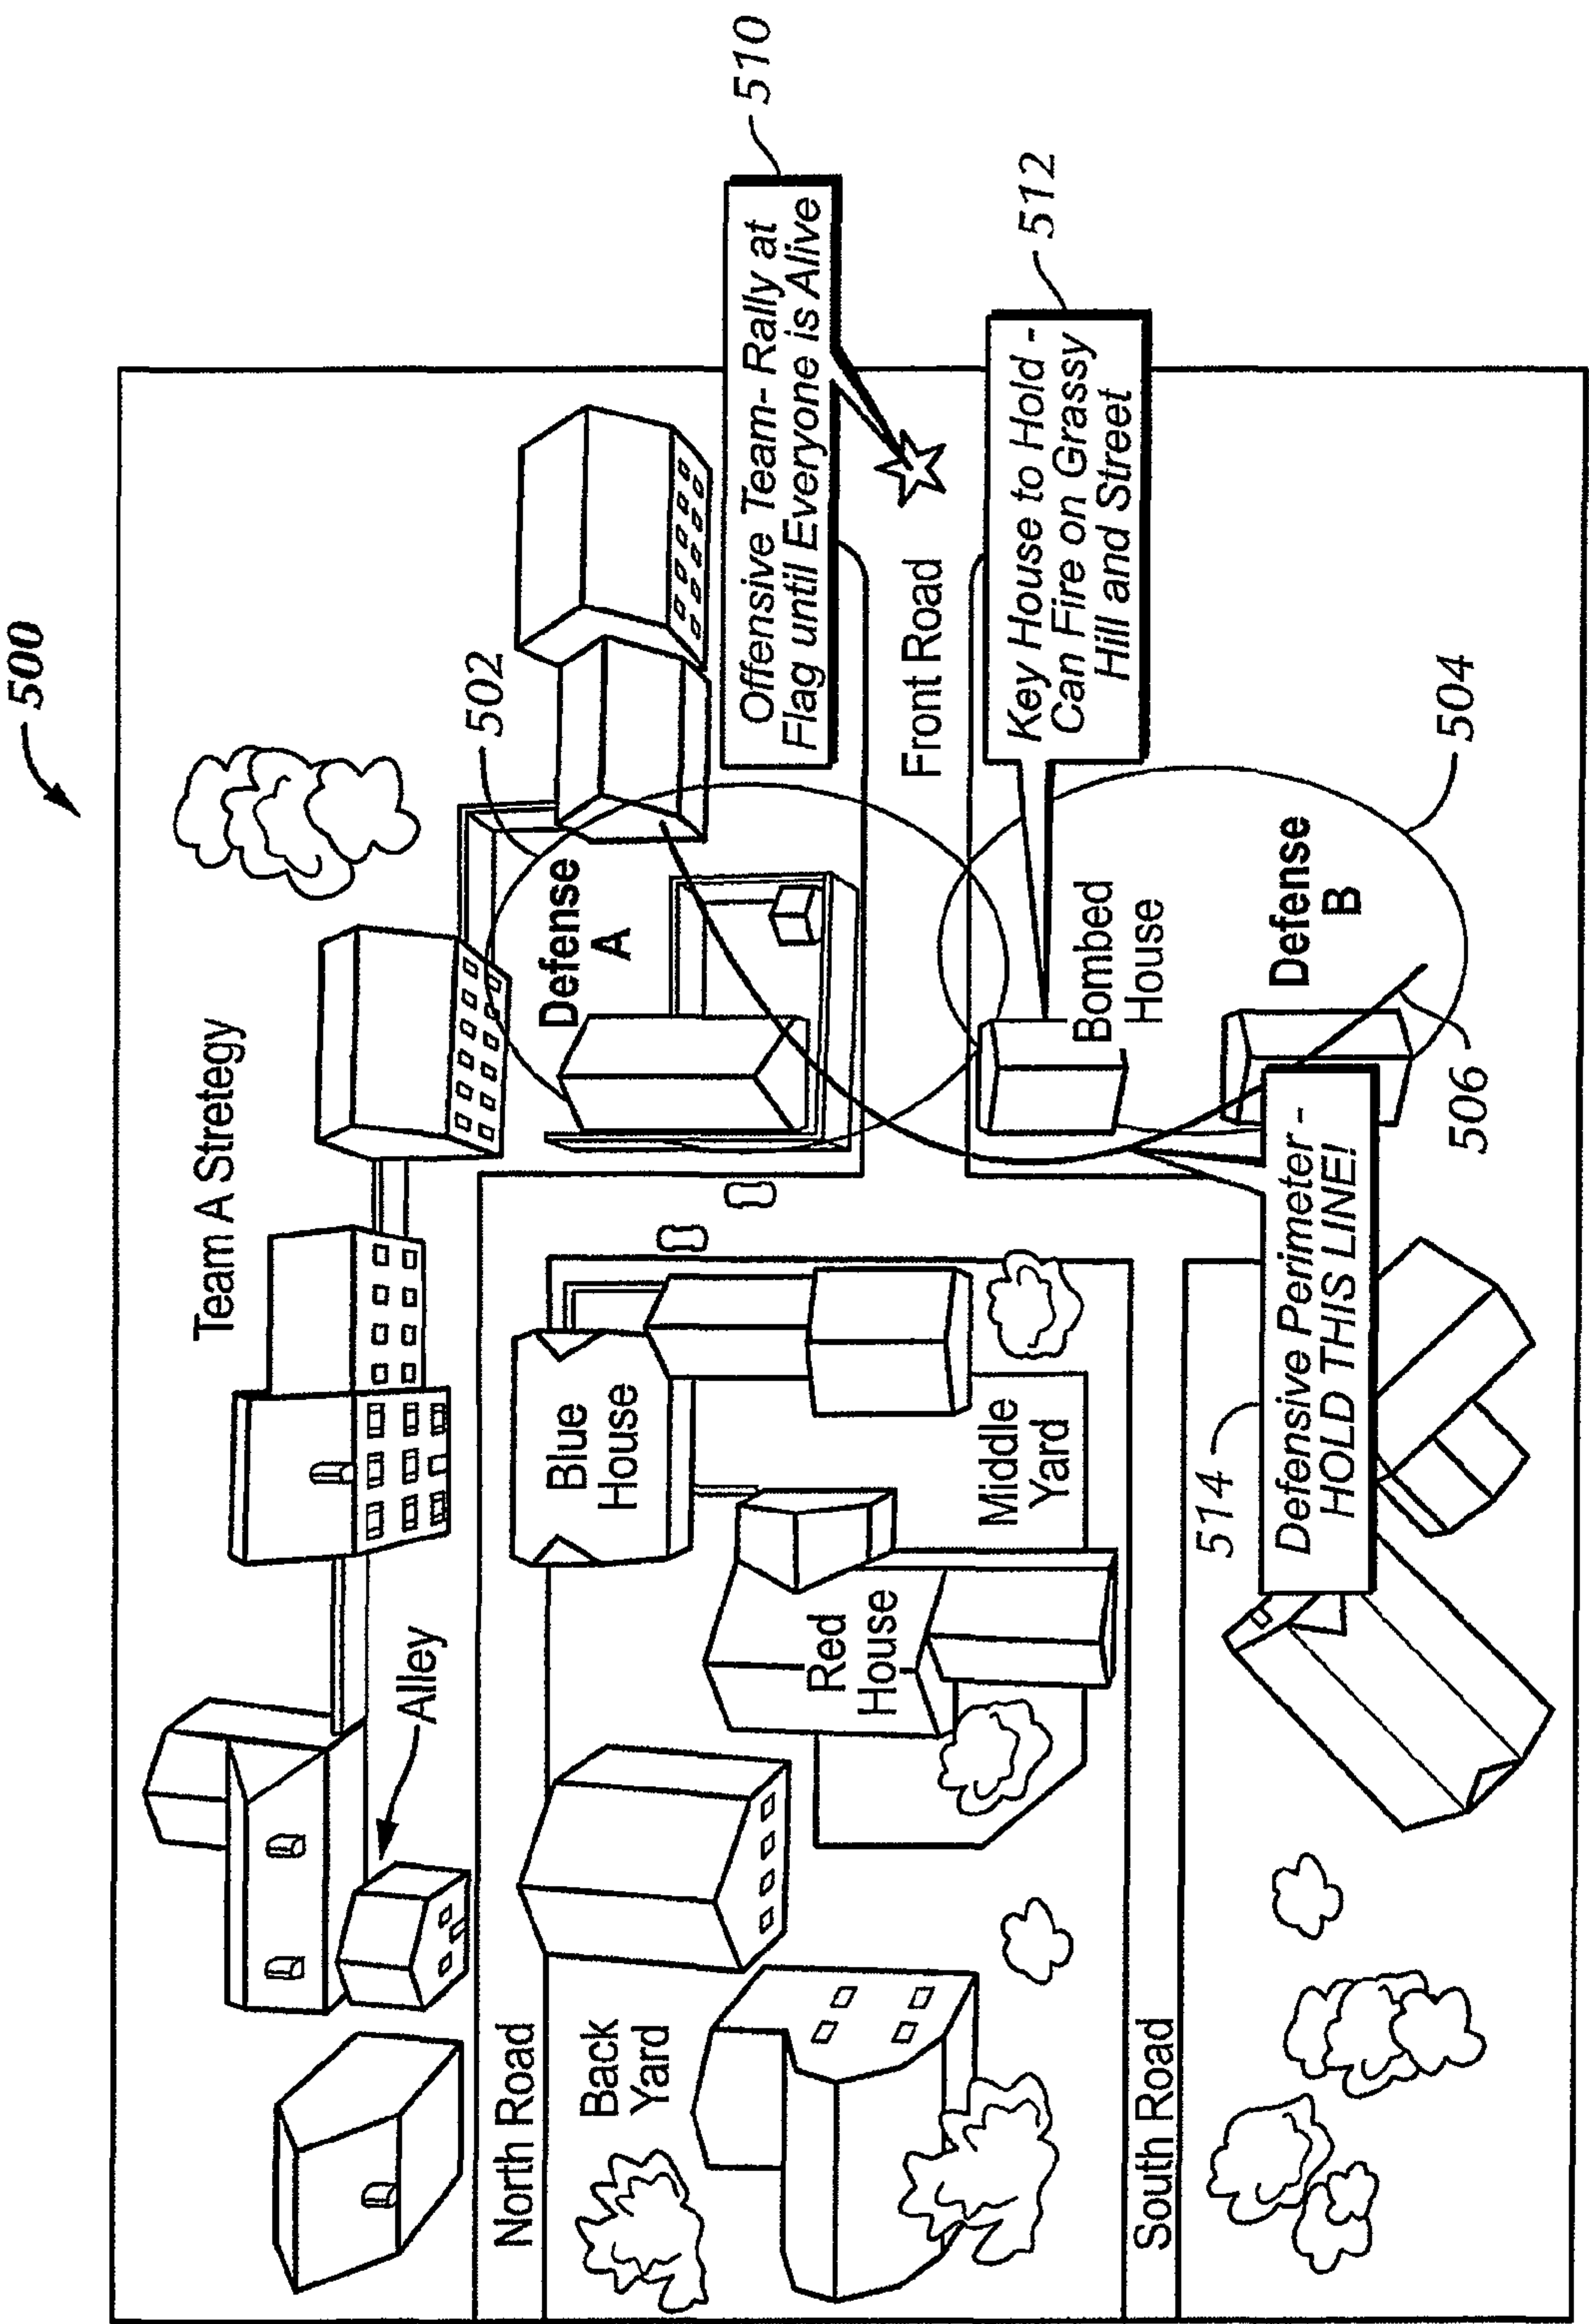 500
Team A Stretegy
Alley
502
Defense
A
510
Offensive Team- Rally at
Flag until Everyone is Alive
North Road
Blue
House
Back
Yard
Front Road
Red
House
Middle
Yard
512
Key House to Hold -
Can Fire on Grassy
Hill and Street
Bombed
House
South Road
514
Defensive Perimeter -
HOLD THIS LINE!
Defense
B
504
506